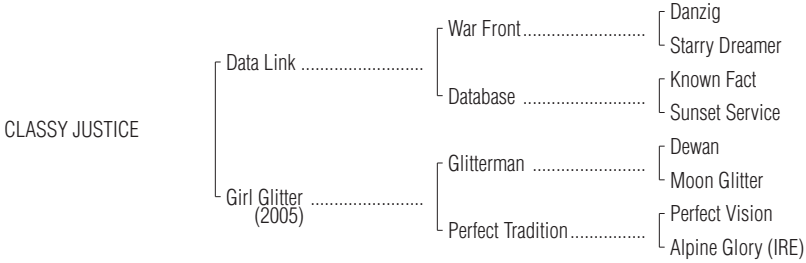 Danzig
War Front.........................
Starry Dreamer
Data Link .........................
Known Fact
Database .........................
Sunset Service
CLASSY JUSTICE
Dewan
Glitterman .......................
Moon Glitter
Girl Glitter .......................
(2005)
Perfect Vision
Perfect Tradition................
Alpine Glory (IRE)